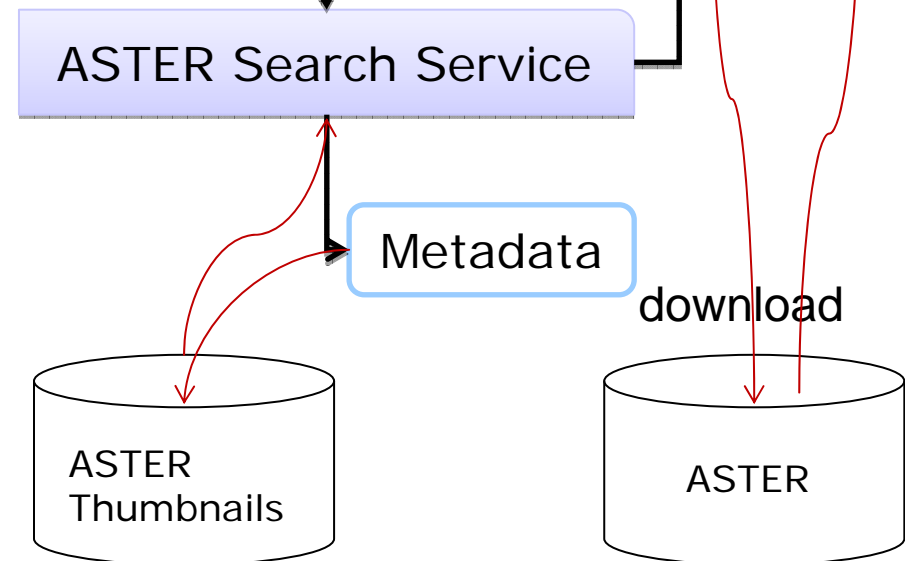 ASTER Search Service
Metadata
download
ASTER
Thumbnails
ASTER